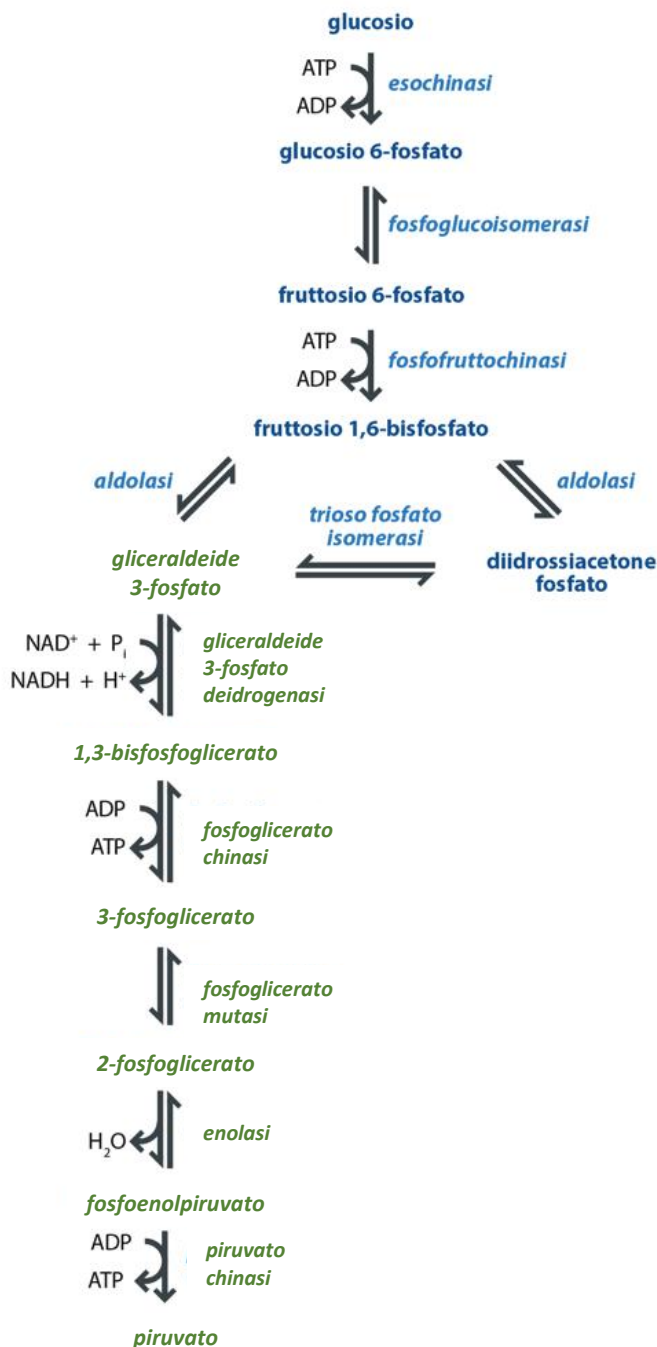 glucosio
ATP
ADP
esochinasi
glucosio 6-fosfato
fosfoglucoisomerasi
fruttosio 6-fosfato
ATP
ADP
fosfofruttochinasi
fruttosio 1,6-bisfosfato
aldolasi
aldolasi
trioso fosfato
isomerasi
gliceraldeide
3-fosfato
diidrossiacetone
fosfato
NAD⁺ + Pᵢ
NADH + H⁺
gliceraldeide
3-fosfato
deidrogenasi
1,3-bisfosfoglicerato
ADP
ATP
fosfoglicerato
chinasi
3-fosfoglicerato
fosfoglicerato
mutasi
2-fosfoglicerato
H₂O
enolasi
fosfoenolpiruvato
ADP
ATP
piruvato
chinasi
piruvato